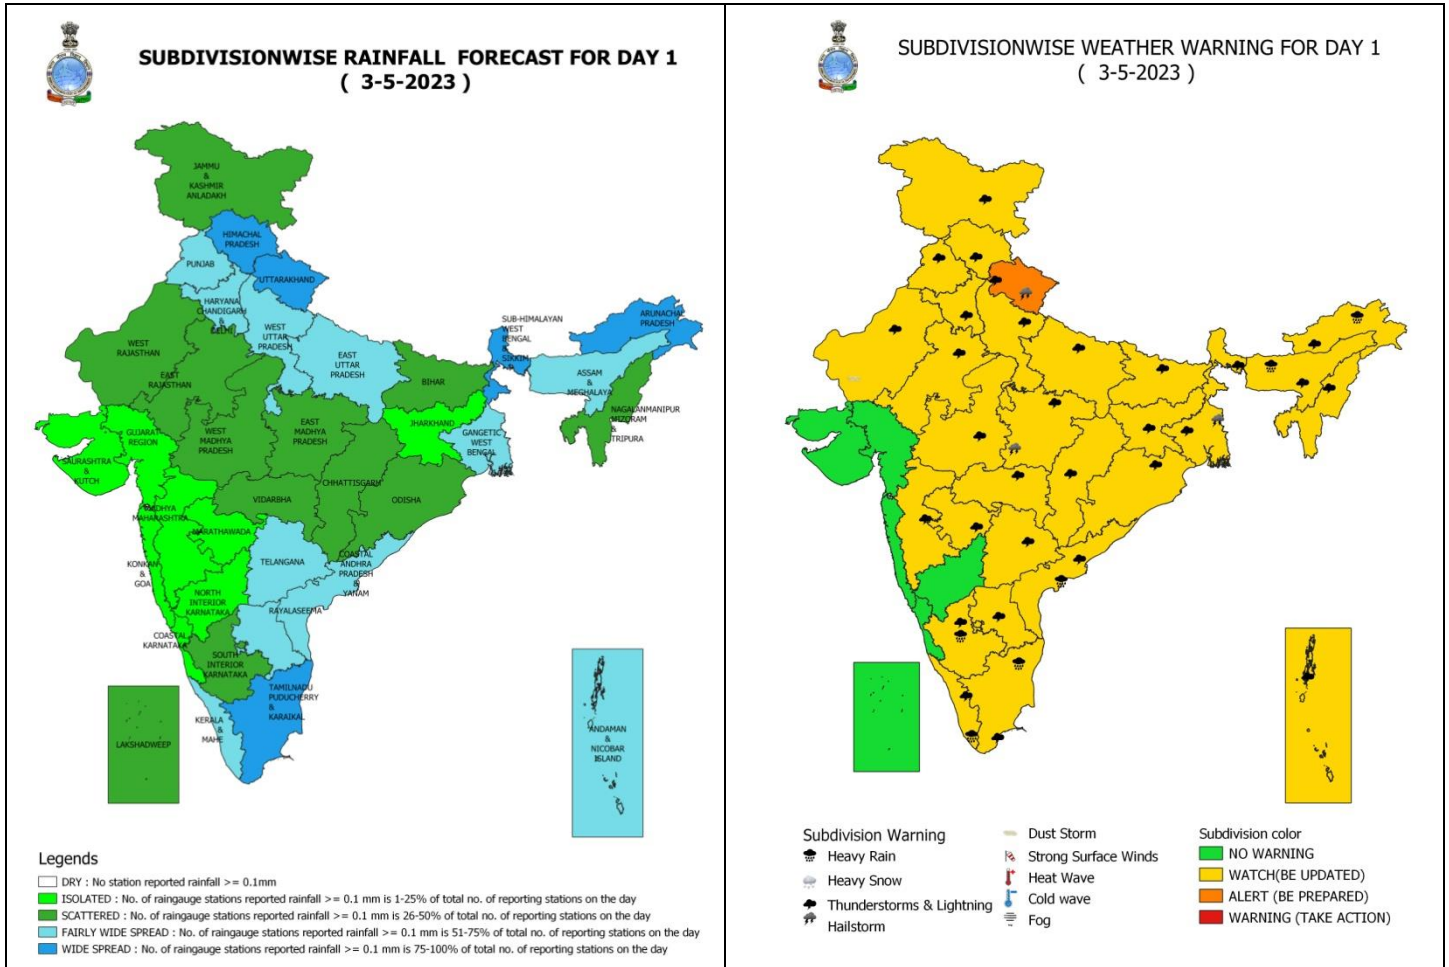 SUBDIVISIONWISE RAINFALL FORECAST FOR DAY 1
( 3-5-2023 )
JAMMU
&
KASHMIR
ANLADAKH
HIMACHAL
PRADESH
PUNJAB
UTTARAKHAND
HARYANA
CHANDIGARH
&
DELHI
WEST
UTTAR
PRADESH
SUB-HIMALAYAN
WEST
BENGAL
&
SIKKIM
ARUNACHAL
PRADESH
WEST
RAJASTHAN
EAST
RAJASTHAN
EAST
UTTAR
PRADESH
BIHAR
ASSAM
&
MEGHALAYA
NAGALANMANIPUR
MIZORAM
&
TRIPURA
GUJARAT
REGION
WEST
MADHYA
PRADESH
EAST
MADHYA
PRADESH
JHARKHAND
GANGETIC
WEST
BENGAL
SAURASHTRA
&
KUTCH
CHHATTISGARH
VIDARBHA
ODISHA
MADHYA
MAHARASHTRA
MARATHAWADA
KONKAN
&
GOA
TELANGANA
COASTAL
ANDHRA
PRADESH
&
YANAM
NORTH
INTERIOR
KARNATAKA
RAYALASEEMA
COASTAL
KARNATAKA
SOUTH
INTERIOR
KARNATAKA
TAMILNADU
PUDUCHERRY
&
KARAIKAL
KERALA
&
MAHE
LAKSHADWEEP
ANDAMAN
&
NICOBAR
ISLAND
Legends
DRY : No station reported rainfall >= 0.1mm
ISOLATED : No. of raingauge stations reported rainfall >= 0.1 mm is 1-25% of total no. of reporting stations on the day
SCATTERED : No. of raingauge stations reported rainfall >= 0.1 mm is 26-50% of total no. of reporting stations on the day
FAIRLY WIDE SPREAD : No. of raingauge stations reported rainfall >= 0.1 mm is 51-75% of total no. of reporting stations on the day
WIDE SPREAD : No. of raingauge stations reported rainfall >= 0.1 mm is 75-100% of total no. of reporting stations on the day
SUBDIVISIONWISE WEATHER WARNING FOR DAY 1
( 3-5-2023 )
Subdivision Warning
Heavy Rain
Heavy Snow
Thunderstorms & Lightning
Hailstorm
Dust Storm
Strong Surface Winds
Heat Wave
Cold wave
Fog
Subdivision color
NO WARNING
WATCH(BE UPDATED)
ALERT (BE PREPARED)
WARNING (TAKE ACTION)